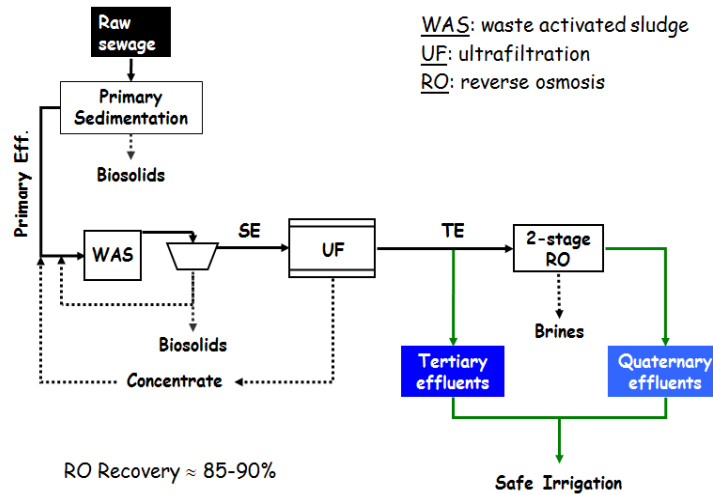 Raw
sewage
WAS: waste activated sludge
UF: ultrafiltration
RO: reverse osmosis
Primary
Sedimentation
Primary Eff.
Biosolids
WAS
SE
UF
TE
2-stage
RO
Biosolids
Brines
Concentrate
Tertiary
effluents
Quaternary
effluents
RO Recovery ≈ 85-90%
Safe Irrigation